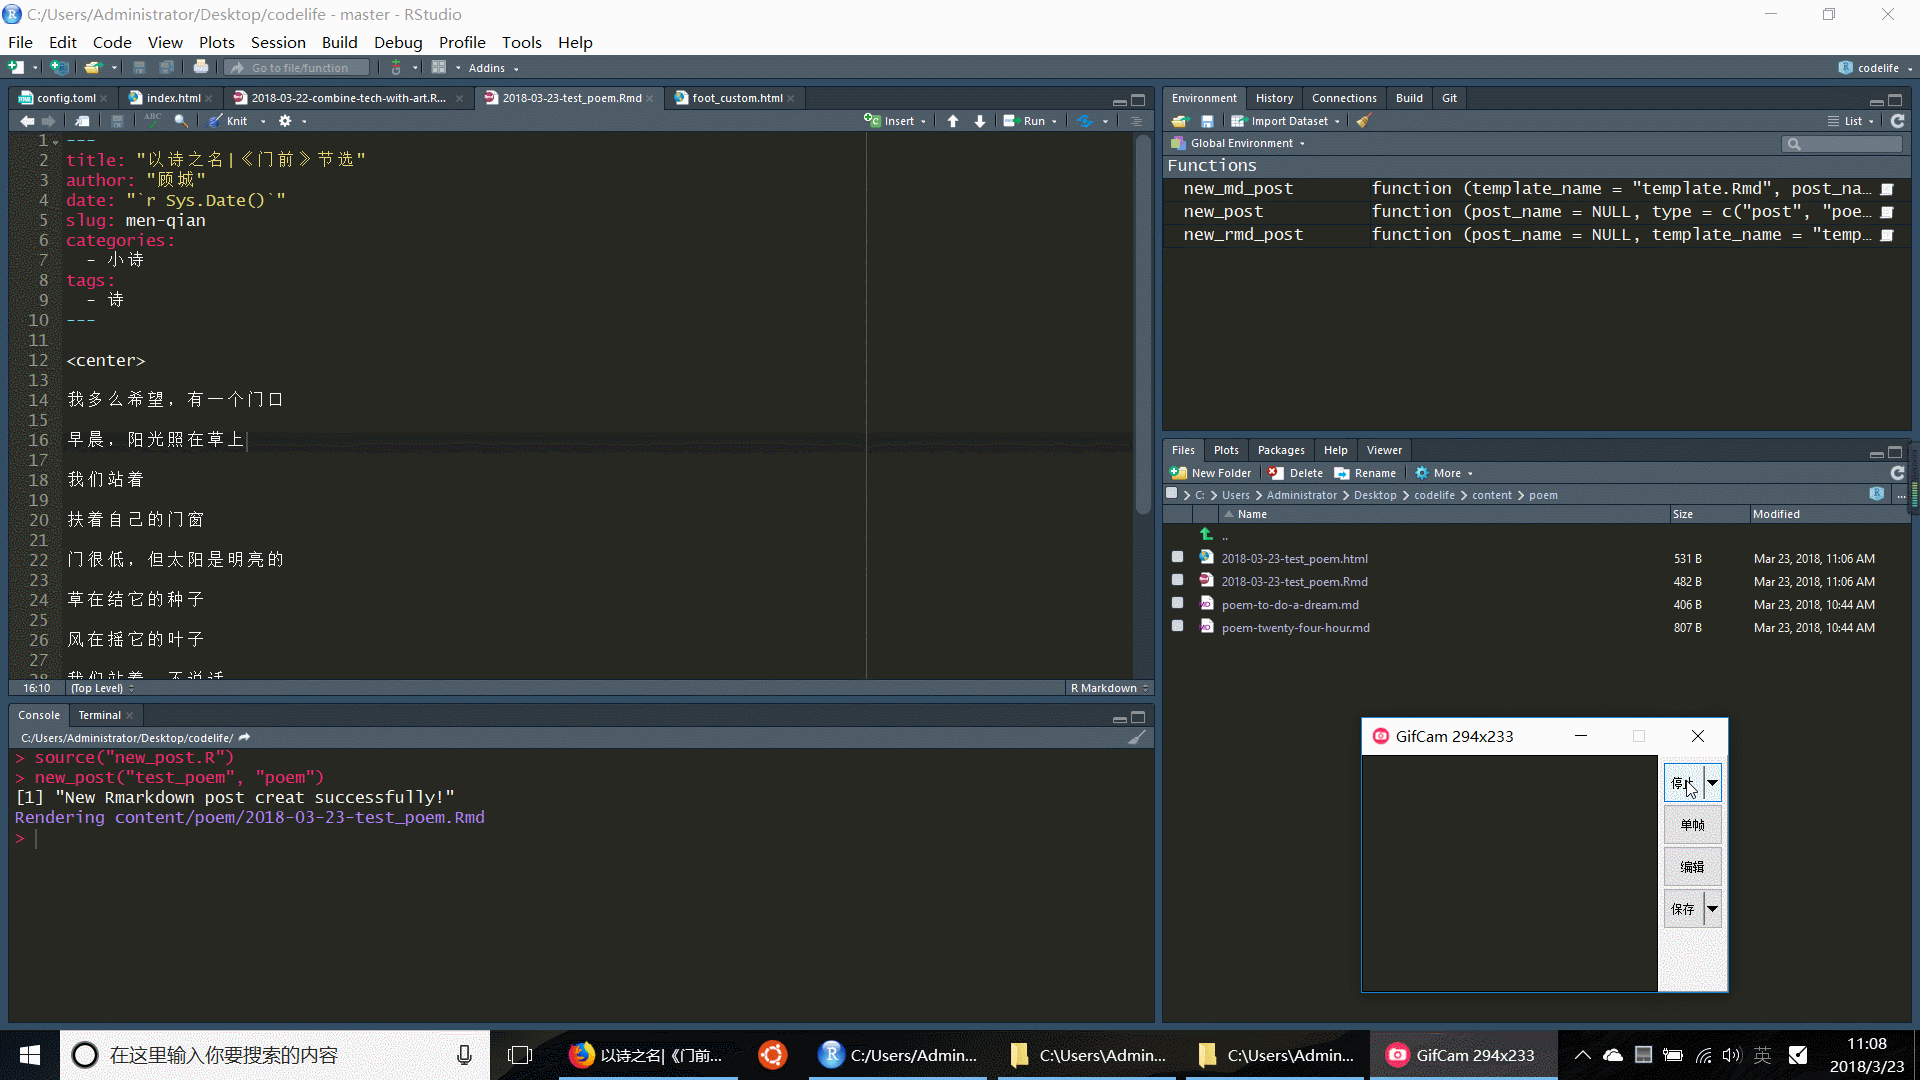 C:/Users/Administrator/Desktop/codelife - master - RStudio
File Edit Code View Plots Session Build Debug Profile Tools Help
Go to file/function Addins codelife
config.toml index.html 2018-03-22-combine-tech-with-art.R... 2018-03-23-test_poem.Rmd foot_custom.html
ABC Knit Insert Run
1 ---
2 title: "以诗之名|《门前》节选"
3 author: "顾城"
4 date: "`r Sys.Date()`"
5 slug: men-qian
6 categories:
7 - 小诗
8 tags:
9 - 诗
10 ---
11
12 <center>
13
14 我多么希望，有一个门口
15
16 早晨，阳光照在草上
17
18 我们站着
19
20 扶着自己的门窗
21
22 门很低，但太阳是明亮的
23
24 草在结它的种子
25
26 风在摇它的叶子
27
28 我们站着，不说话
16:10 (Top Level) R Markdown
Console Terminal
C:/Users/Administrator/Desktop/codelife/
> source("new_post.R")
> new_post("test_poem", "poem")
[1] "New Rmarkdown post creat successfully!"
Rendering content/poem/2018-03-23-test_poem.Rmd
>
Environment History Connections Build Git
Import Dataset List
Global Environment
Functions
new_md_post function (template_name = "template.Rmd", post_na...
new_post function (post_name = NULL, type = c("post", "poe...
new_rmd_post function (post_name = NULL, template_name = "temp...
Files Plots Packages Help Viewer
New Folder Delete Rename More
C: Users Administrator Desktop codelife content poem ...
Name Size Modified
..
2018-03-23-test_poem.html 531 B Mar 23, 2018, 11:06 AM
2018-03-23-test_poem.Rmd 482 B Mar 23, 2018, 11:06 AM
poem-to-do-a-dream.md 406 B Mar 23, 2018, 10:44 AM
poem-twenty-four-hour.md 807 B Mar 23, 2018, 10:44 AM
GifCam 294x233
停止
单帧
编辑
保存
在这里输入你要搜索的内容 以诗之名|《门前... C:/Users/Admin... C:\Users\Admin... C:\Users\Admin... GifCam 294x233 英 11:08
2018/3/23